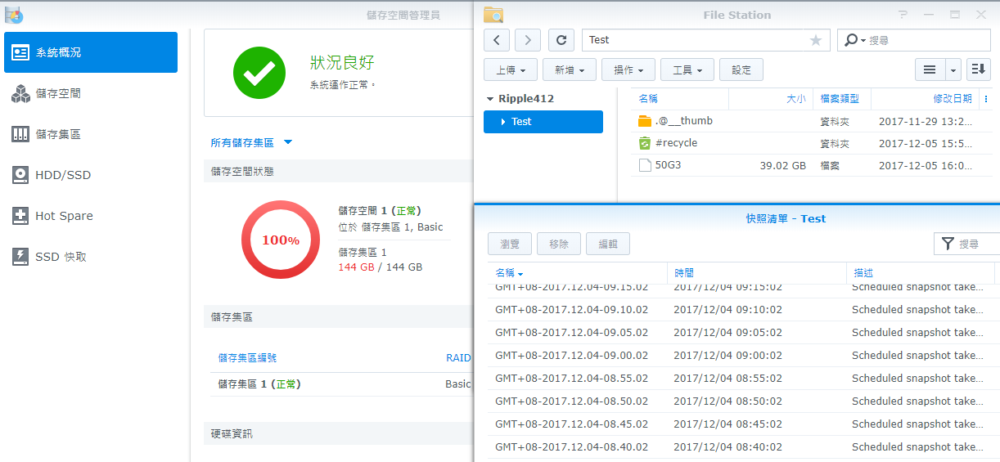 儲存空間管理員
系統概況
儲存空間
儲存集區
HDD/SSD
Hot Spare
SSD 快取
狀況良好
系統運作正常。
所有儲存集區
儲存空間狀態
100%
儲存空間 1 (正常)
位於 儲存集區 1, Basic
儲存集區 1
144 GB / 144 GB
儲存集區
儲存集區編號 RAID
儲存集區 1 (正常) Basic
硬碟資訊
File Station
Test
搜尋
上傳 新增 操作 工具 設定
Ripple412
Test
名稱 大小 檔案類型 修改日期
.@__thumb 資料夾 2017-11-29 13:2...
#recycle 資料夾 2017-12-05 15:5...
50G3 39.02 GB 檔案 2017-12-05 16:0...
快照清單 - Test
瀏覽 移除 編輯 搜尋
名稱 時間 描述
GMT+08-2017.12.04-09.15.02 2017/12/04 09:15:02 Scheduled snapshot take...
GMT+08-2017.12.04-09.10.02 2017/12/04 09:10:02 Scheduled snapshot take...
GMT+08-2017.12.04-09.05.02 2017/12/04 09:05:02 Scheduled snapshot take...
GMT+08-2017.12.04-09.00.02 2017/12/04 09:00:02 Scheduled snapshot take...
GMT+08-2017.12.04-08.55.02 2017/12/04 08:55:02 Scheduled snapshot take...
GMT+08-2017.12.04-08.50.02 2017/12/04 08:50:02 Scheduled snapshot take...
GMT+08-2017.12.04-08.45.02 2017/12/04 08:45:02 Scheduled snapshot take...
GMT+08-2017.12.04-08.40.02 2017/12/04 08:40:02 Scheduled snapshot take...